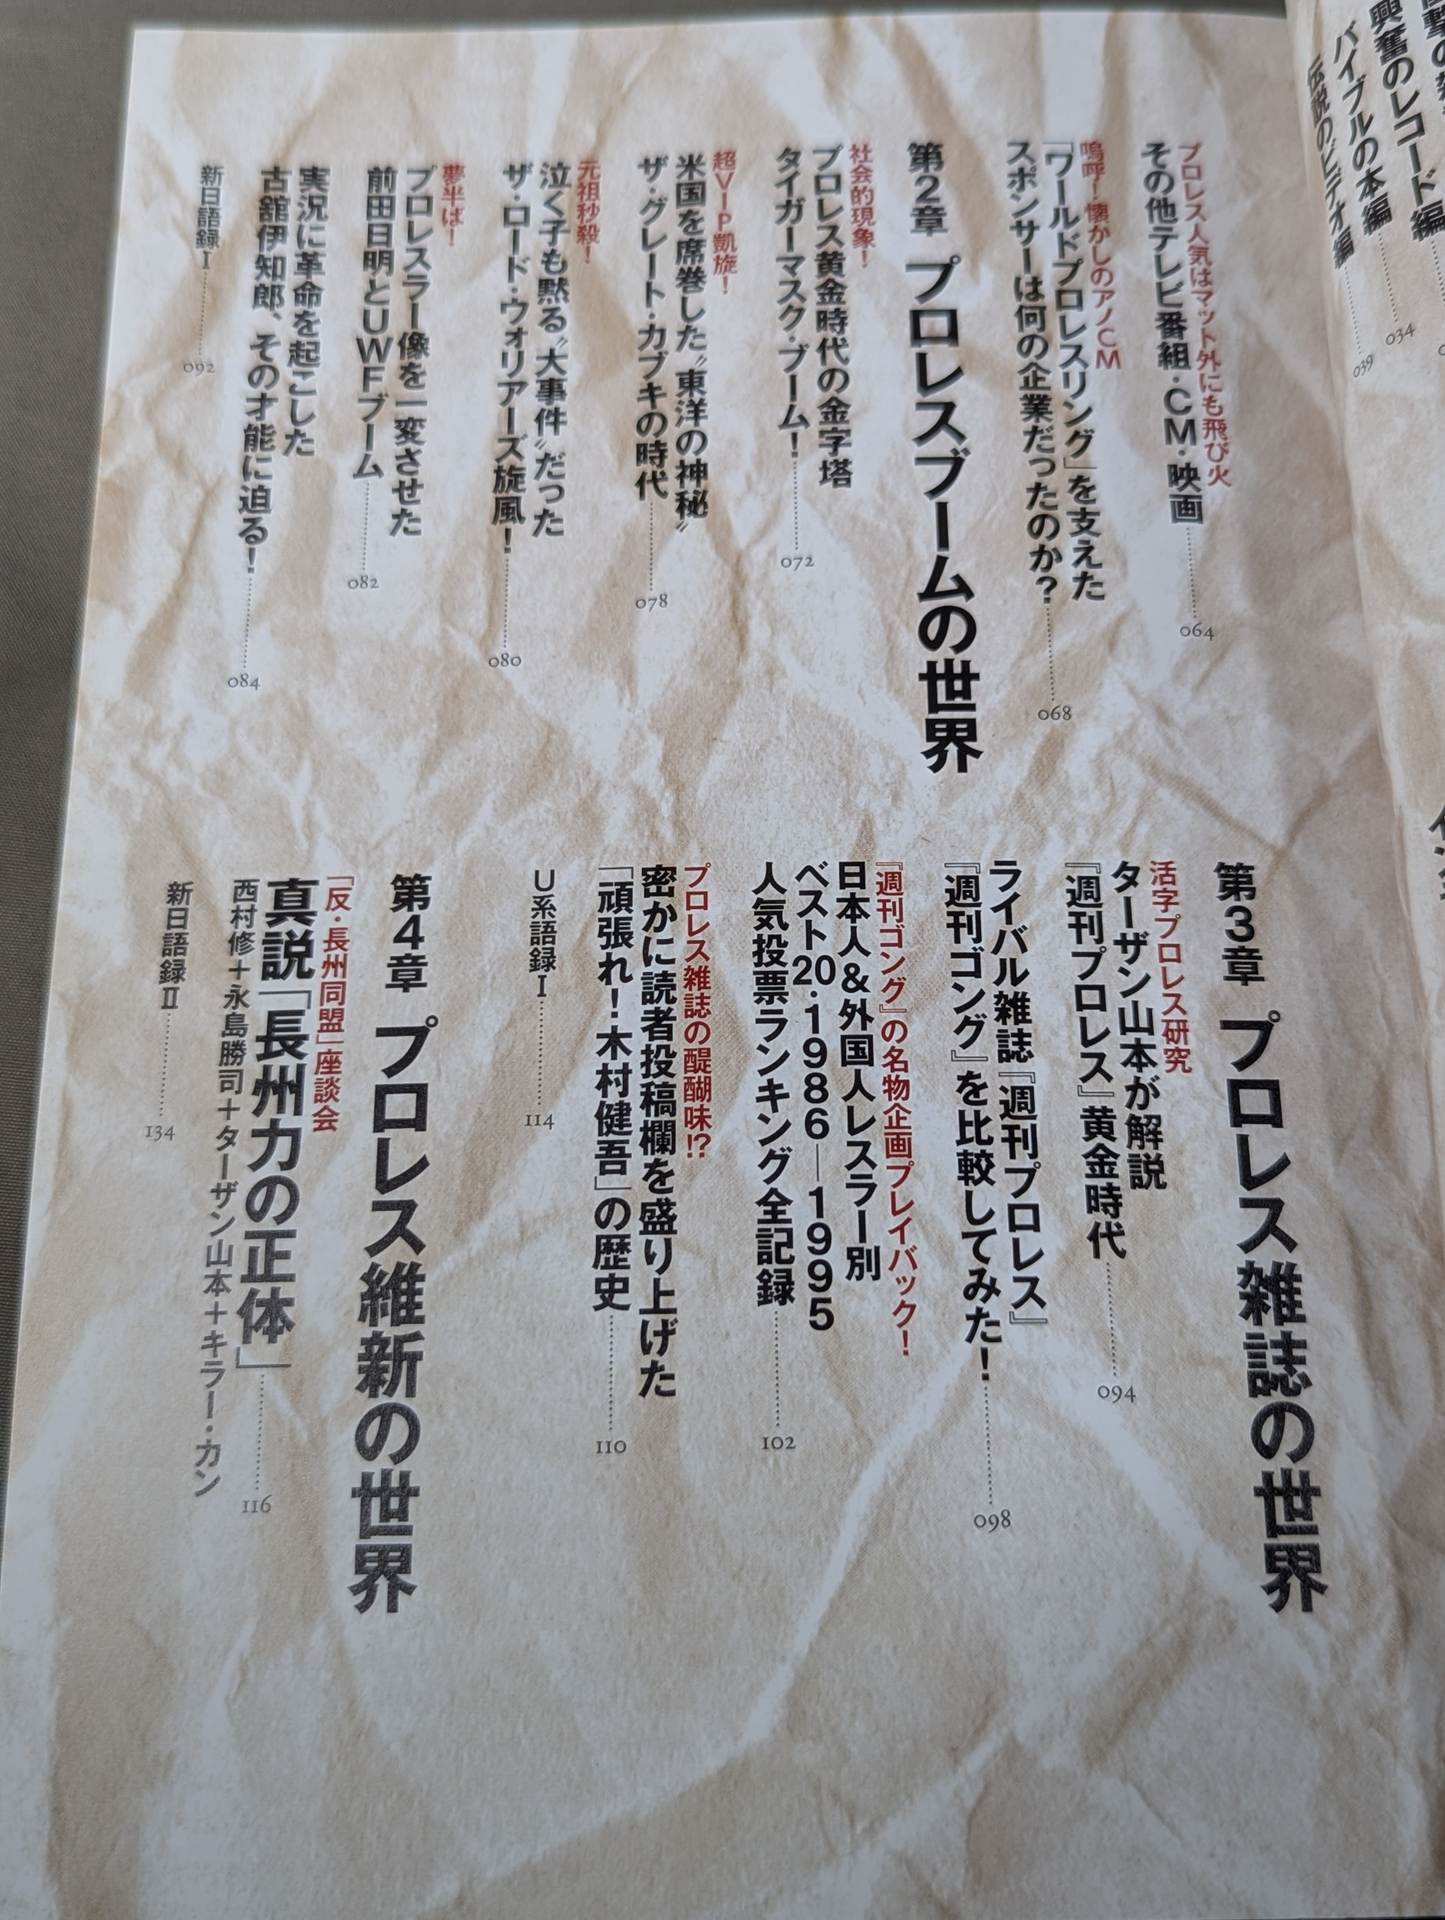 興奮のレコード編
034
バイブルの本編
039
伝説のビデオ編
プロレス人気はマット外にも飛び火
その他テレビ番組・CM・映画
064
嗚呼！懐かしのアノCM
「ワールドプロレスリング」を支えた
スポンサーは何の企業だったのか？
068
第2章 プロレスブームの世界
社会的現象！
プロレス黄金時代の金字塔
タイガーマスク・ブーム！
072
超VIP凱旋！
米国を席巻した〝東洋の神秘〟
ザ・グレート・カブキの時代
078
元祖秒殺！
泣く子も黙る〝大事件〟だった
ザ・ロード・ウォリアーズ旋風！
080
夢半ば！
プロレスラー像を一変させた
前田日明とUWFブーム
082
実況に革命を起こした
古舘伊知郎、その才能に迫る！
084
新日語録Ⅰ
092
第3章 プロレス雑誌の世界
活字プロレス研究
ターザン山本が解説
『週刊プロレス』黄金時代
094
ライバル雑誌『週刊プロレス』
『週刊ゴング』を比較してみた！
098
『週刊ゴング』の名物企画プレイバック！
日本人&外国人レスラー別
ベスト20・1986―1995
人気投票ランキング全記録
102
プロレス雑誌の醍醐味!?
密かに読者投稿欄を盛り上げた
「頑張れ！木村健吾」の歴史
110
U系語録Ⅰ
114
第4章 プロレス維新の世界
「反・長州同盟」座談会
真説「長州力の正体」
116
西村修＋永島勝司＋ターザン山本＋キラー・カン
新日語録Ⅱ
134